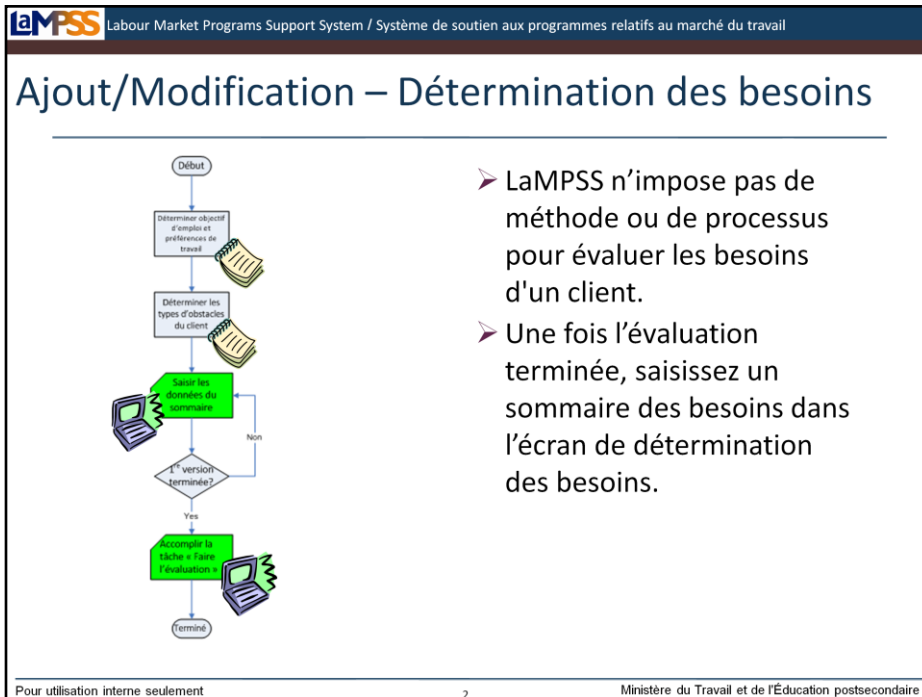 LaMPSS Labour Market Programs Support System / Système de soutien aux programmes relatifs au marché du travail
Ajout/Modification – Détermination des besoins
Début
Déterminer objectif
d'emploi et
préférences de
travail
Déterminer les
types d'obstacles
du client
Saisir les
données du
sommaire
Non
1re version
terminée?
Yes
Accomplir la
tâche « Faire
l'évaluation »
Terminé
➢ LaMPSS n'impose pas de
méthode ou de processus
pour évaluer les besoins
d'un client.
➢ Une fois l'évaluation
terminée, saisissez un
sommaire des besoins dans
l'écran de détermination
des besoins.
Pour utilisation interne seulement
2
Ministère du Travail et de l'Éducation postsecondaire